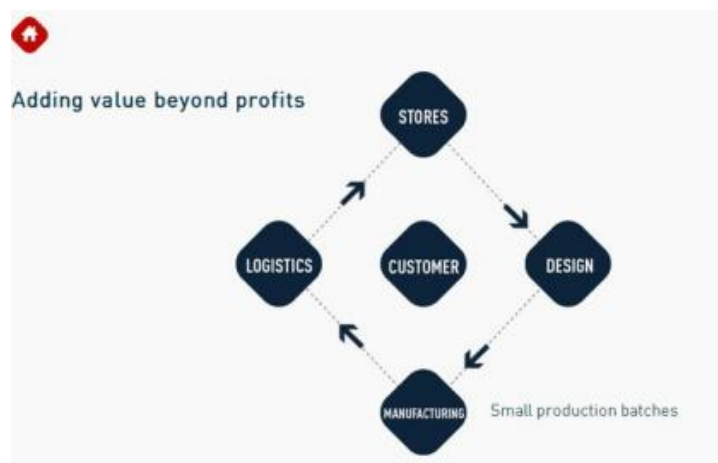 Adding value beyond profits
STORES
LOGISTICS
CUSTOMER
DESIGN
MANUFACTURING
Small production batches